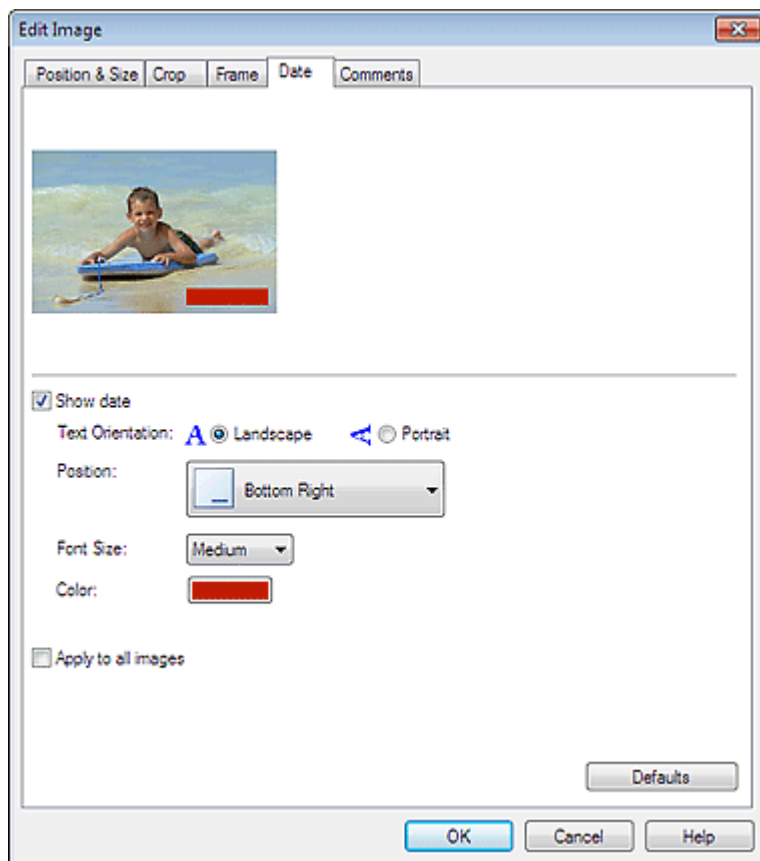 Edit Image
Position & Size Crop Frame Date Comments
Show date
Text Orientation: A Landscape A Portrait
Position: Bottom Right
Font Size: Medium
Color:
Apply to all images
Defaults
OK Cancel Help